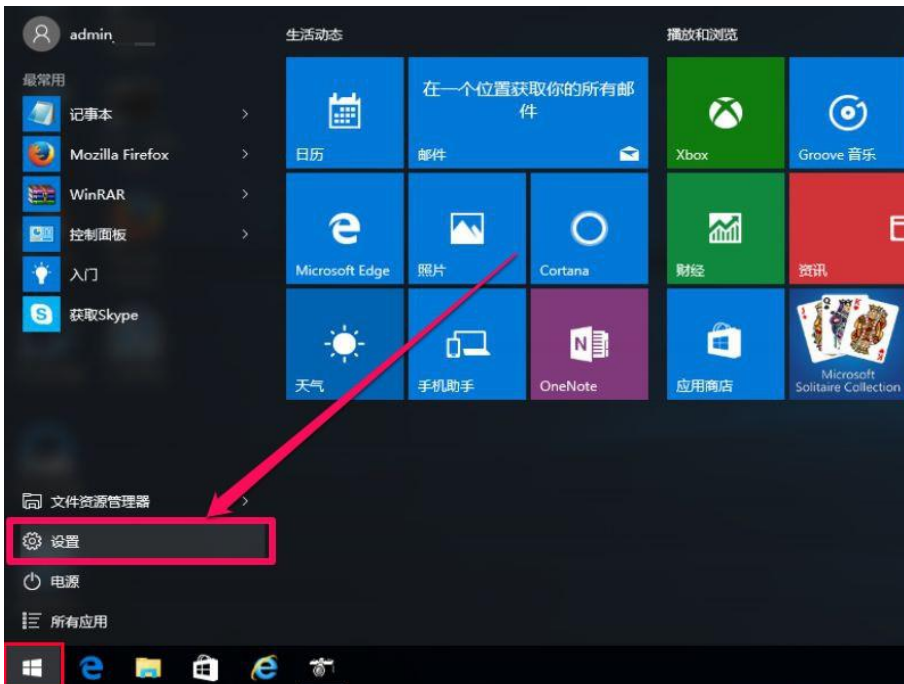 admin
最常用
记事本
Mozilla Firefox
WinRAR
控制面板
入门
获取Skype
文件资源管理器
设置
电源
所有应用
生活动态
日历
在一个位置获取你的所有邮
件
邮件
Microsoft Edge
照片
Cortana
天气
手机助手
OneNote
播放和浏览
Xbox
Groove 音乐
财经
资讯
应用商店
Microsoft
Solitaire Collection